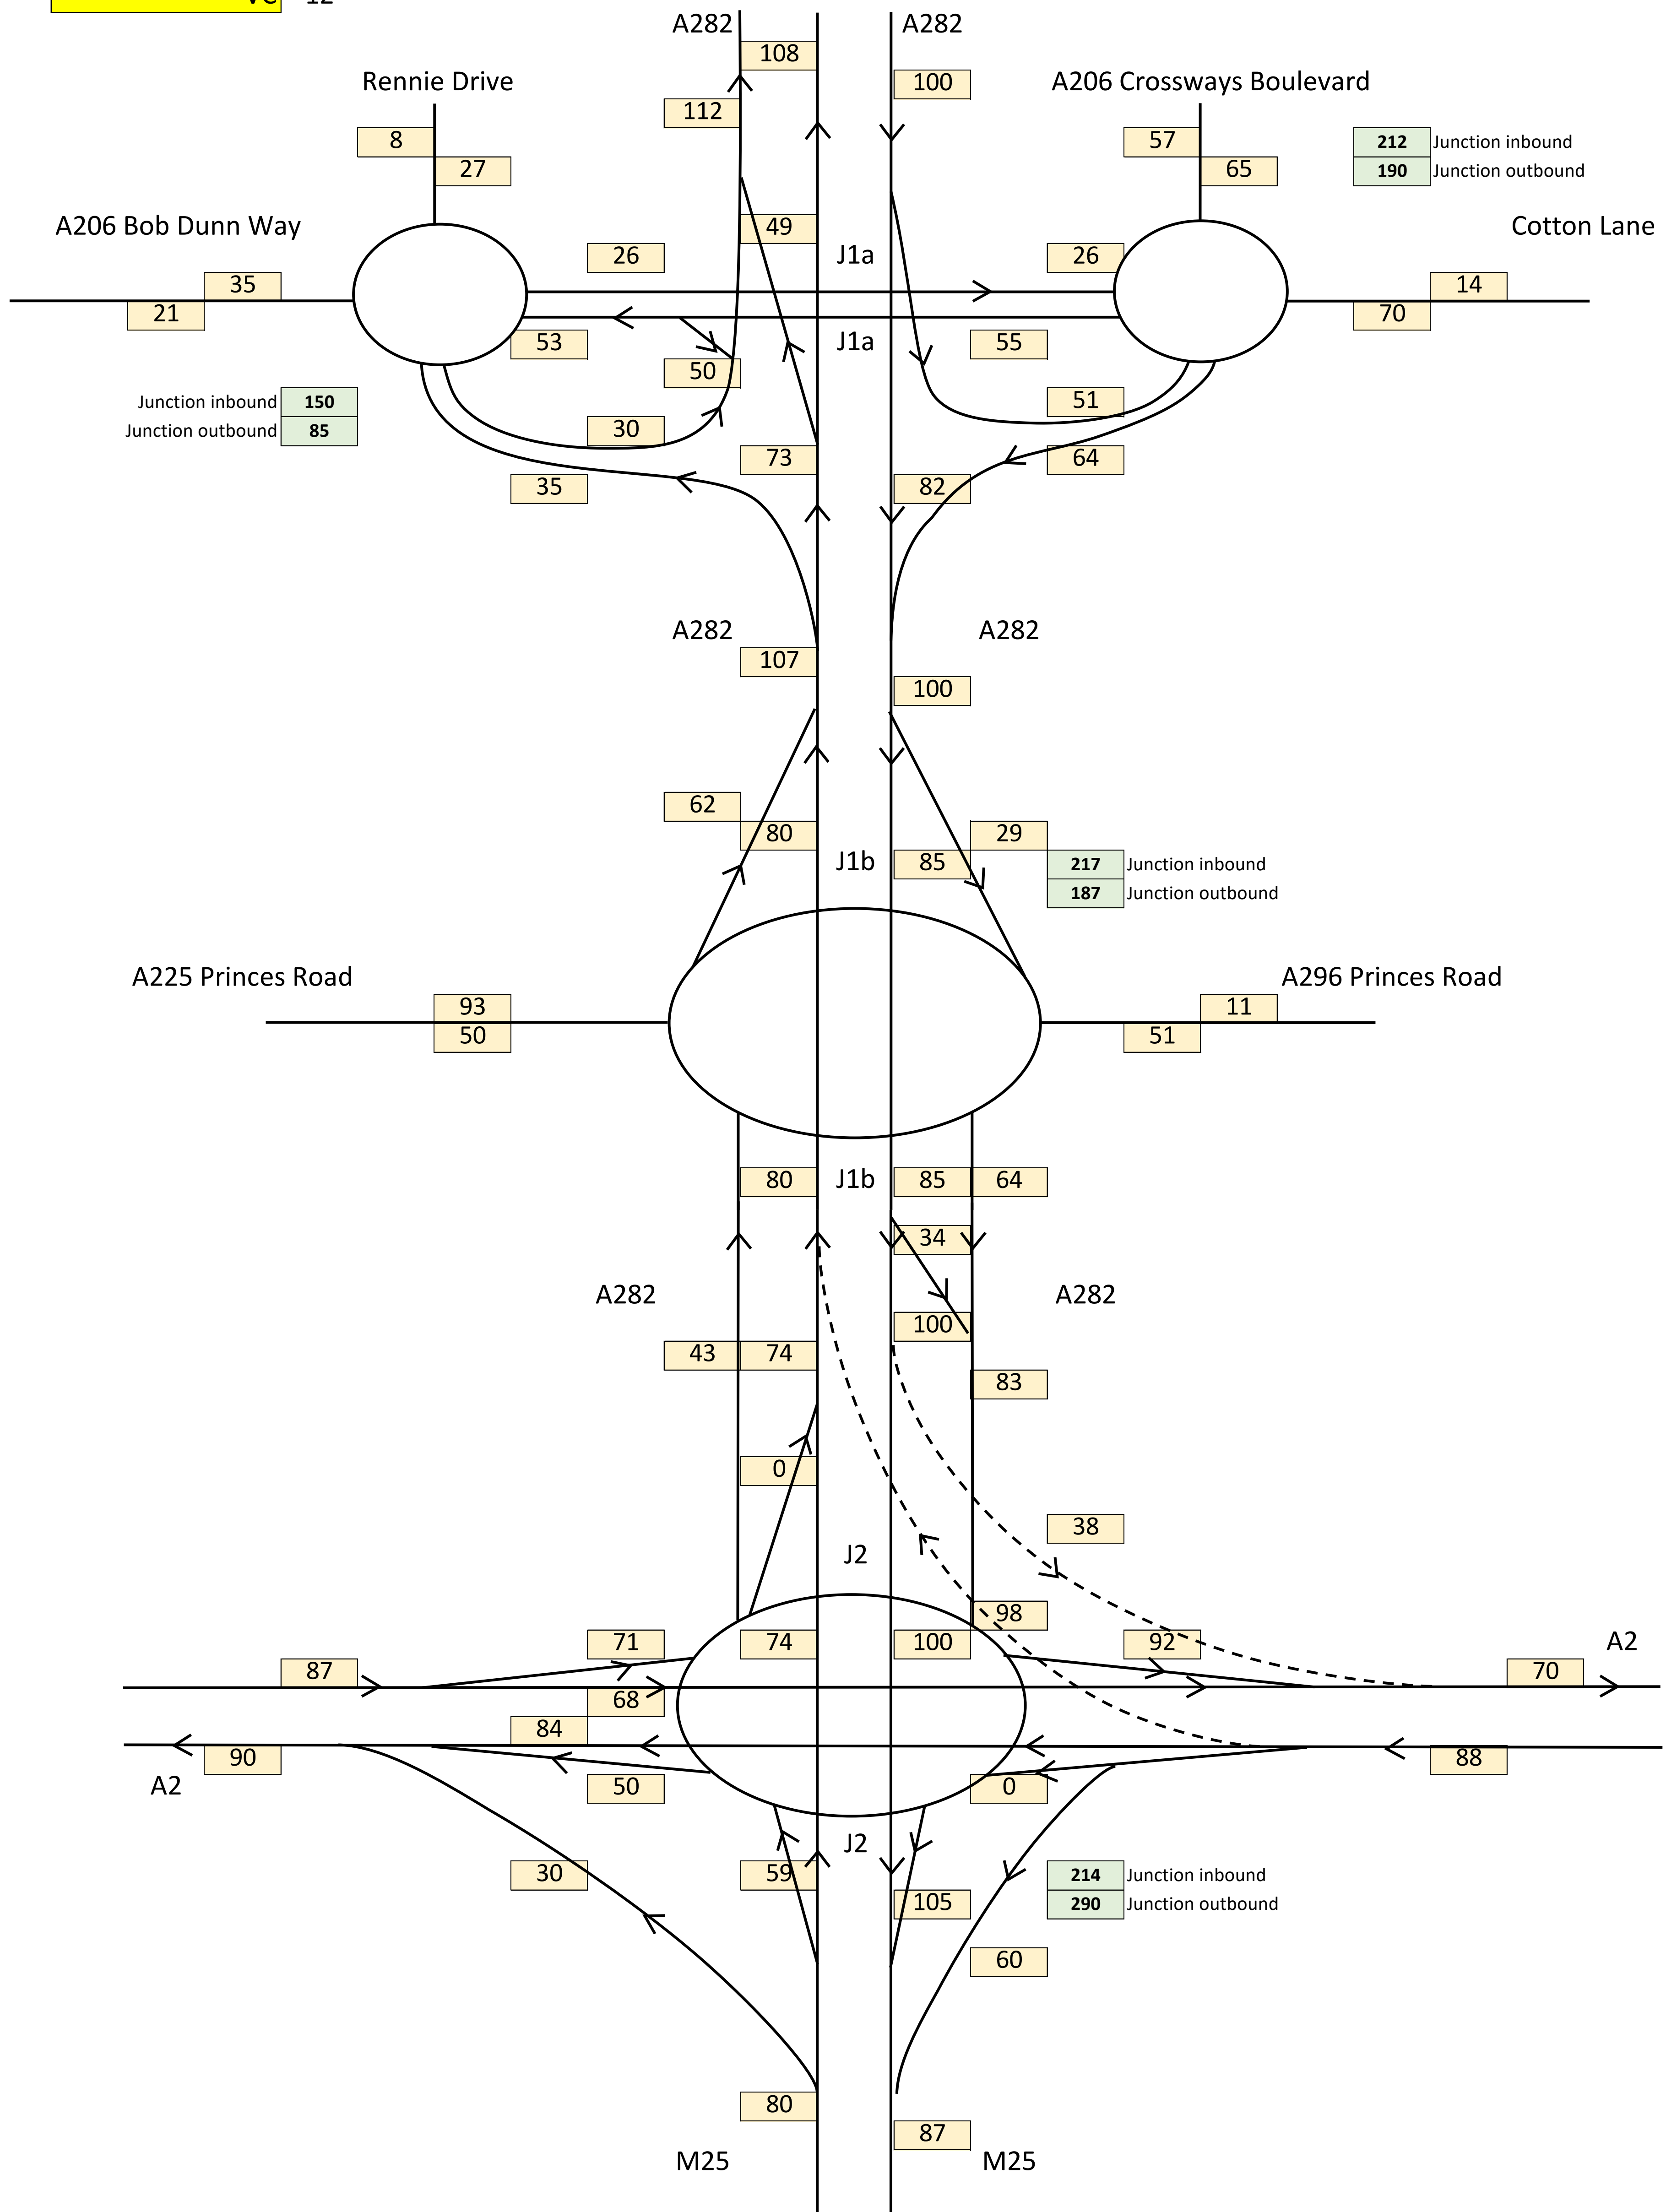 12
A282
A282
108
Rennie Drive
100
A206 Crossways Boulevard
112
8
57
212 Junction inbound
27
65
190 Junction outbound
A206 Bob Dunn Way
49
Cotton Lane
26
J1a
26
35
14
21
70
53
J1a
55
50
Junction inbound 150
51
Junction outbound 85
30
73
64
35
82
A282
A282
107
100
62
80
29
J1b
85
217 Junction inbound
187 Junction outbound
A225 Princes Road
A296 Princes Road
93
11
50
51
80
J1b
85
64
34
A282
A282
100
43
74
83
0
38
J2
98
71
74
100
92
A2
87
70
68
84
90
88
A2
50
0
J2
30
59
214 Junction inbound
105
290 Junction outbound
60
80
87
M25
M25